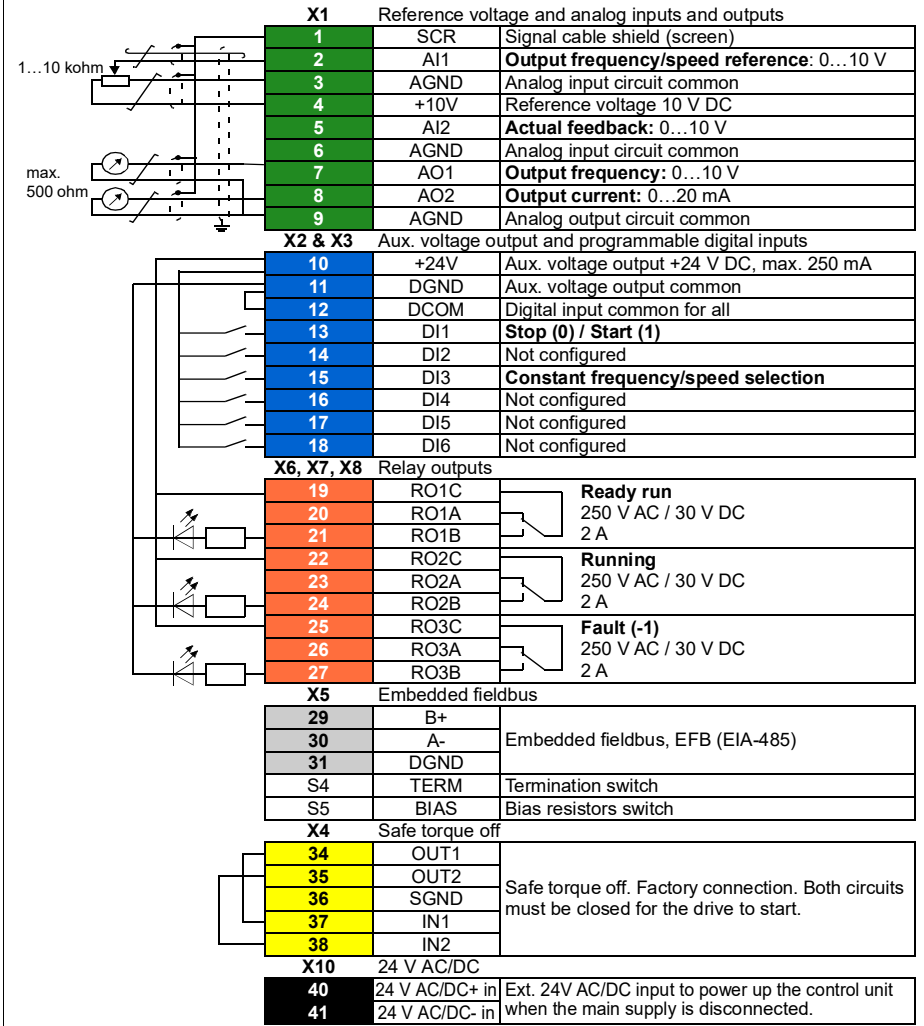 X1 Reference voltage and analog inputs and outputs
1 SCR Signal cable shield (screen)
1…10 kohm
2 AI1 Output frequency/speed reference: 0…10 V
3 AGND Analog input circuit common
4 +10V Reference voltage 10 V DC
5 AI2 Actual feedback: 0…10 V
6 AGND Analog input circuit common
max.
500 ohm
7 AO1 Output frequency: 0…10 V
8 AO2 Output current: 0…20 mA
9 AGND Analog output circuit common
X2 & X3 Aux. voltage output and programmable digital inputs
10 +24V Aux. voltage output +24 V DC, max. 250 mA
11 DGND Aux. voltage output common
12 DCOM Digital input common for all
13 DI1 Stop (0) / Start (1)
14 DI2 Not configured
15 DI3 Constant frequency/speed selection
16 DI4 Not configured
17 DI5 Not configured
18 DI6 Not configured
X6, X7, X8 Relay outputs
19 RO1C Ready run
20 RO1A 250 V AC / 30 V DC
21 RO1B 2 A
22 RO2C Running
23 RO2A 250 V AC / 30 V DC
24 RO2B 2 A
25 RO3C Fault (-1)
26 RO3A 250 V AC / 30 V DC
27 RO3B 2 A
X5 Embedded fieldbus
29 B+
30 A- Embedded fieldbus, EFB (EIA-485)
31 DGND
S4 TERM Termination switch
S5 BIAS Bias resistors switch
X4 Safe torque off
34 OUT1
35 OUT2
36 SGND
37 IN1
38 IN2
Safe torque off. Factory connection. Both circuits
must be closed for the drive to start.
X10 24 V AC/DC
40 24 V AC/DC+ in Ext. 24V AC/DC input to power up the control unit
41 24 V AC/DC- in when the main supply is disconnected.